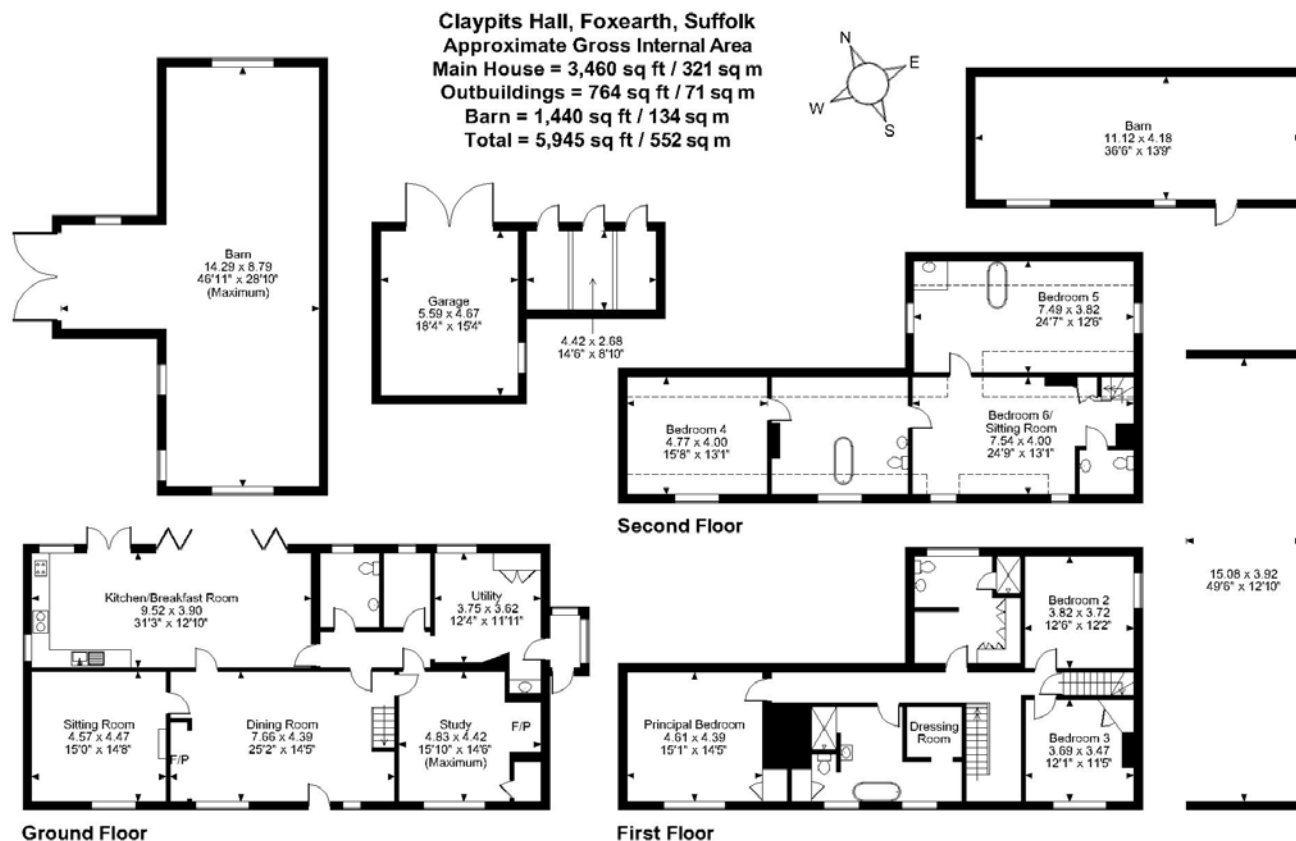 Claypits Hall, Foxearth, Suffolk
Approximate Gross Internal Area
Main House = 3,460 sq ft / 321 sq m
Outbuildings = 764 sq ft / 71 sq m
Barn = 1,440 sq ft / 134 sq m
Total = 5,945 sq ft / 552 sq m
N
E
W
S
Barn
11.12 x 4.18
36'6" x 13'9"
Barn
14.29 x 8.79
46'11" x 28'10"
(Maximum)
Garage
5.59 x 4.67
18'4" x 15'4"
4.42 x 2.68
14'6" x 8'10"
Bedroom 5
7.49 x 3.82
24'7" x 12'6"
Bedroom 4
4.77 x 4.00
15'8" x 13'1"
Bedroom 6/
Sitting Room
7.54 x 4.00
24'9" x 13'1"
Second Floor
Kitchen/Breakfast Room
9.52 x 3.90
31'3" x 12'10"
Utility
3.75 x 3.62
12'4" x 11'11"
Sitting Room
4.57 x 4.47
15'0" x 14'8"
F/P
Dining Room
7.66 x 4.39
25'2" x 14'5"
Study
4.83 x 4.42
15'10" x 14'6"
(Maximum)
F/P
Ground Floor
Bedroom 2
3.82 x 3.72
12'6" x 12'2"
Principal Bedroom
4.61 x 4.39
15'1" x 14'5"
Dressing
Room
Bedroom 3
3.69 x 3.47
12'1" x 11'5"
First Floor
15.08 x 3.92
49'6" x 12'10"